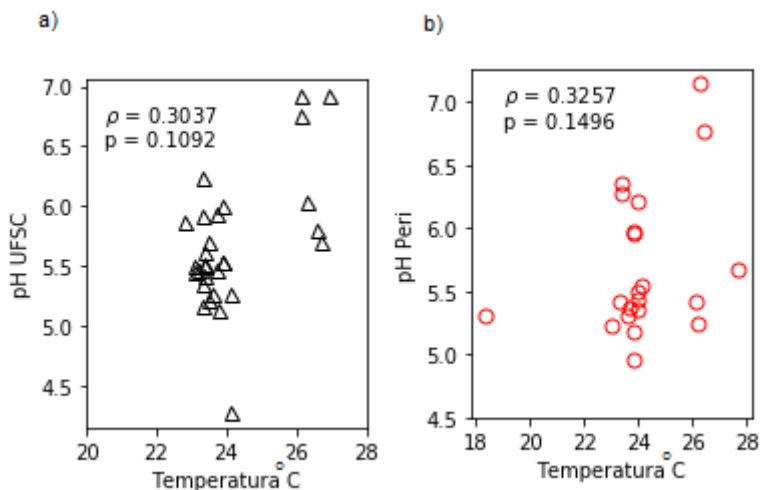 a)
ρ = 0.3037
p = 0.1092
pH UFSC
7.0
6.5
6.0
5.5
5.0
4.5
20 22 24 26 28
Temperatura °C
b)
ρ = 0.3257
p = 0.1496
pH Peri
7.0
6.5
6.0
5.5
5.0
4.5
18 20 22 24 26 28
Temperatura °C